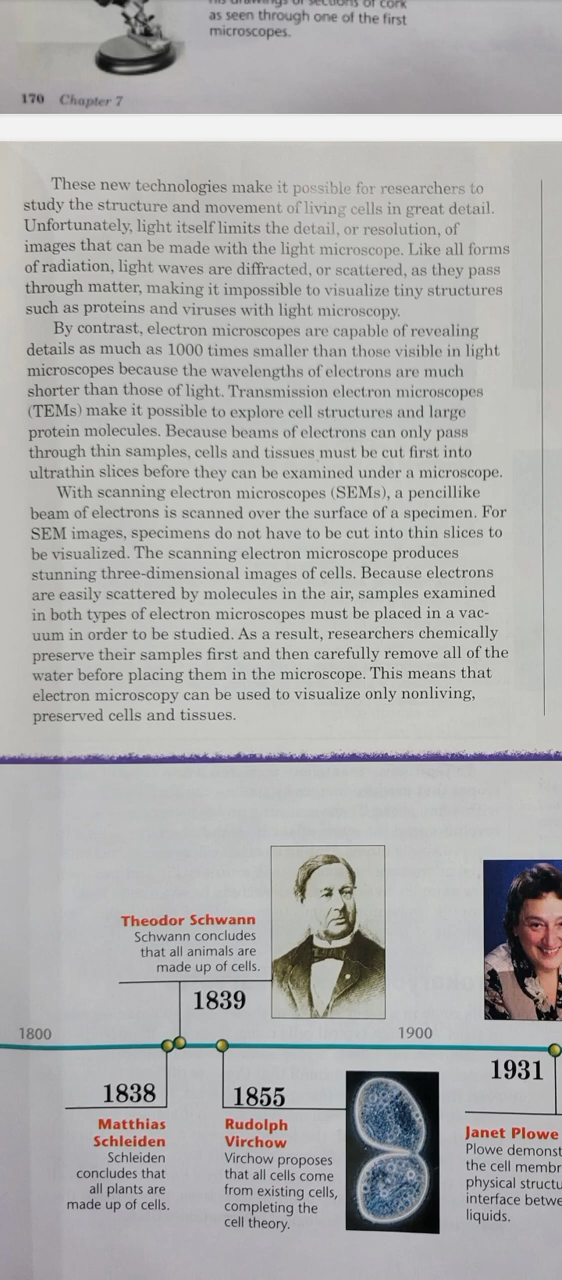 his drawings of sections of cork
as seen through one of the first
microscopes.
170 Chapter 7
These new technologies make it possible for researchers to
study the structure and movement of living cells in great detail.
Unfortunately, light itself limits the detail, or resolution, of
images that can be made with the light microscope. Like all forms
of radiation, light waves are diffracted, or scattered, as they pass
through matter, making it impossible to visualize tiny structures
such as proteins and viruses with light microscopy.
By contrast, electron microscopes are capable of revealing
details as much as 1000 times smaller than those visible in light
microscopes because the wavelengths of electrons are much
shorter than those of light. Transmission electron microscopes
(TEMs) make it possible to explore cell structures and large
protein molecules. Because beams of electrons can only pass
through thin samples, cells and tissues must be cut first into
ultrathin slices before they can be examined under a microscope.
With scanning electron microscopes (SEMs), a pencillike
beam of electrons is scanned over the surface of a specimen. For
SEM images, specimens do not have to be cut into thin slices to
be visualized. The scanning electron microscope produces
stunning three-dimensional images of cells. Because electrons
are easily scattered by molecules in the air, samples examined
in both types of electron microscopes must be placed in a vac-
uum in order to be studied. As a result, researchers chemically
preserve their samples first and then carefully remove all of the
water before placing them in the microscope. This means that
electron microscopy can be used to visualize only nonliving,
preserved cells and tissues.
Theodor Schwann
Schwann concludes
that all animals are
made up of cells.
1839
1800
1900
1838
Matthias
Schleiden
Schleiden
concludes that
all plants are
made up of cells.
1855
Rudolph
Virchow
Virchow proposes
that all cells come
from existing cells,
completing the
cell theory.
1931
Janet Plowe
Plowe demonst
the cell membr
physical structu
interface betwe
liquids.